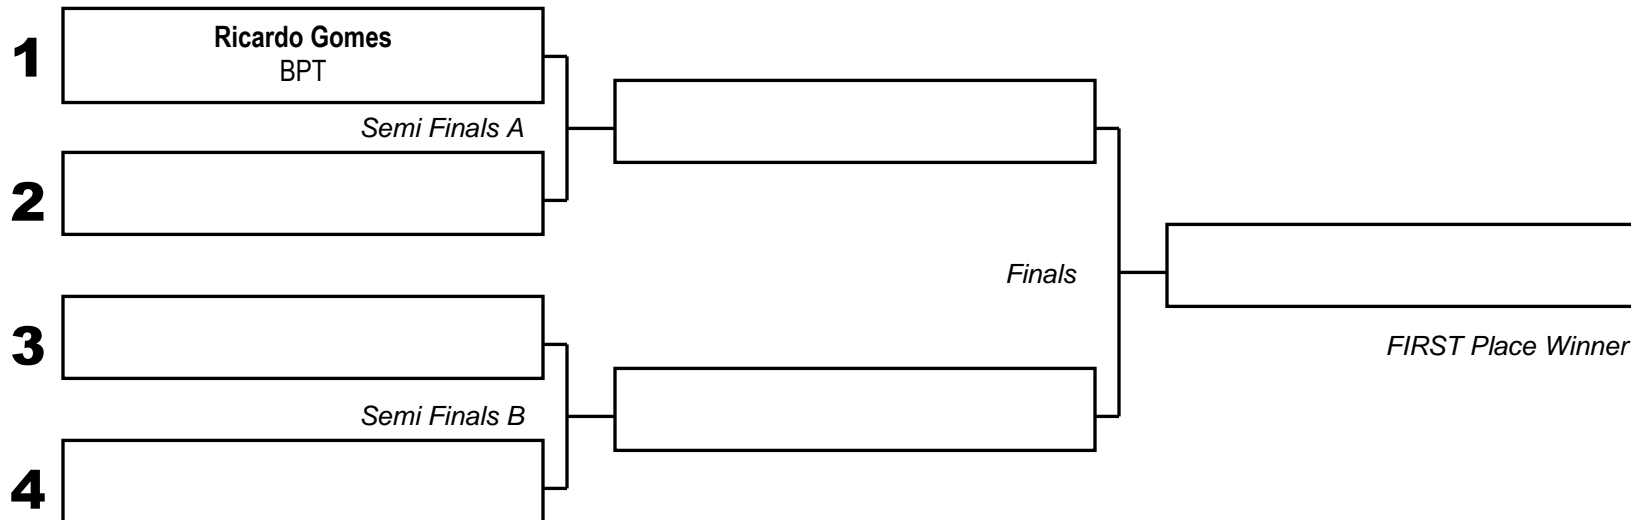 1
Ricardo Gomes
BPT
Semi Finals A
2
Finals
3
FIRST Place Winner
Semi Finals B
4